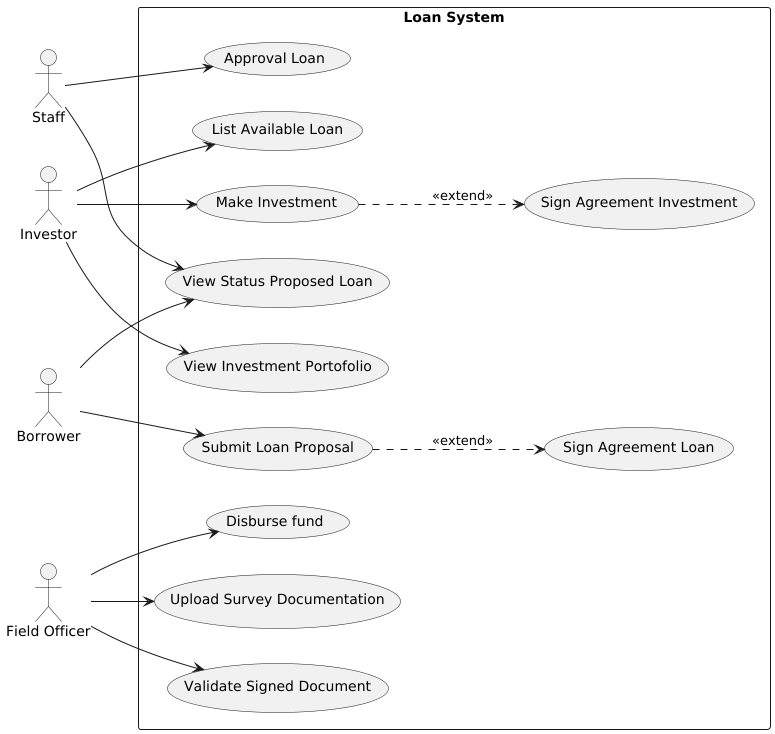 Loan System
Approval Loan
Staff
List Available Loan
Investor
Make Investment
«extend»
Sign Agreement Investment
View Status Proposed Loan
View Investment Portofolio
Borrower
Submit Loan Proposal
«extend»
Sign Agreement Loan
Disburse fund
Field Officer
Upload Survey Documentation
Validate Signed Document